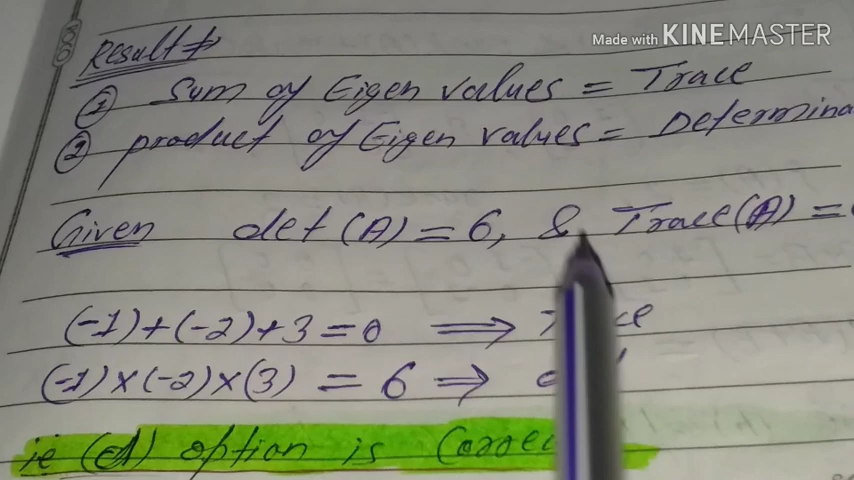 Made with KINEMASTER
Result
① Sum of Eigen values = Trace
② product of Eigen values = Determina
Given det (A) = 6, & Trace(A) =
(-1)+(-2)+3 = 0 ⟹
(-1)×(-2)×(3) = 6 ⟹
ie option is